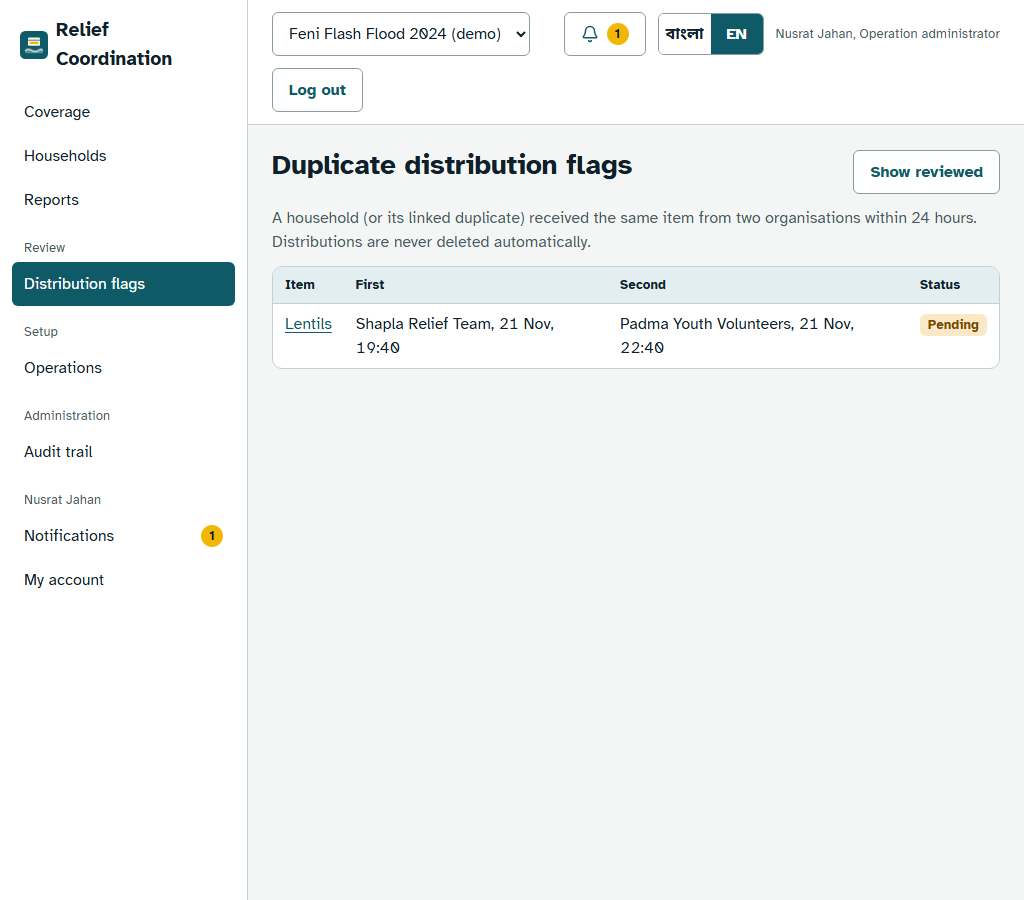 Relief
Coordination
Coverage
Households
Reports
Review
Distribution flags
Setup
Operations
Administration
Audit trail
Nusrat Jahan
Notifications 1
My account
Feni Flash Flood 2024 (demo) 1 বাংলা EN Nusrat Jahan, Operation administrator
Log out
Duplicate distribution flags Show reviewed
A household (or its linked duplicate) received the same item from two organisations within 24 hours.
Distributions are never deleted automatically.
Item First Second Status
Lentils Shapla Relief Team, 21 Nov, Padma Youth Volunteers, 21 Nov, Pending
19:40 22:40